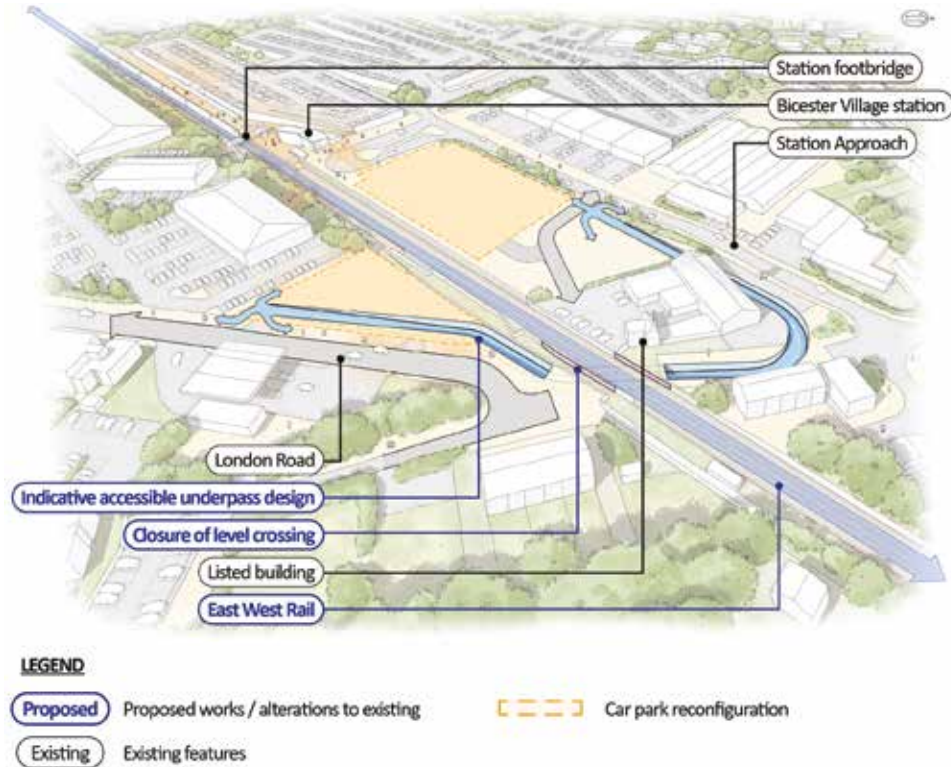 Station footbridge
Bicester Village station
Station Approach
London Road
Indicative accessible underpass design
Closure of level crossing
Listed building
East West Rail
LEGEND
Proposed Proposed works / alterations to existing
Car park reconfiguration
Existing Existing features